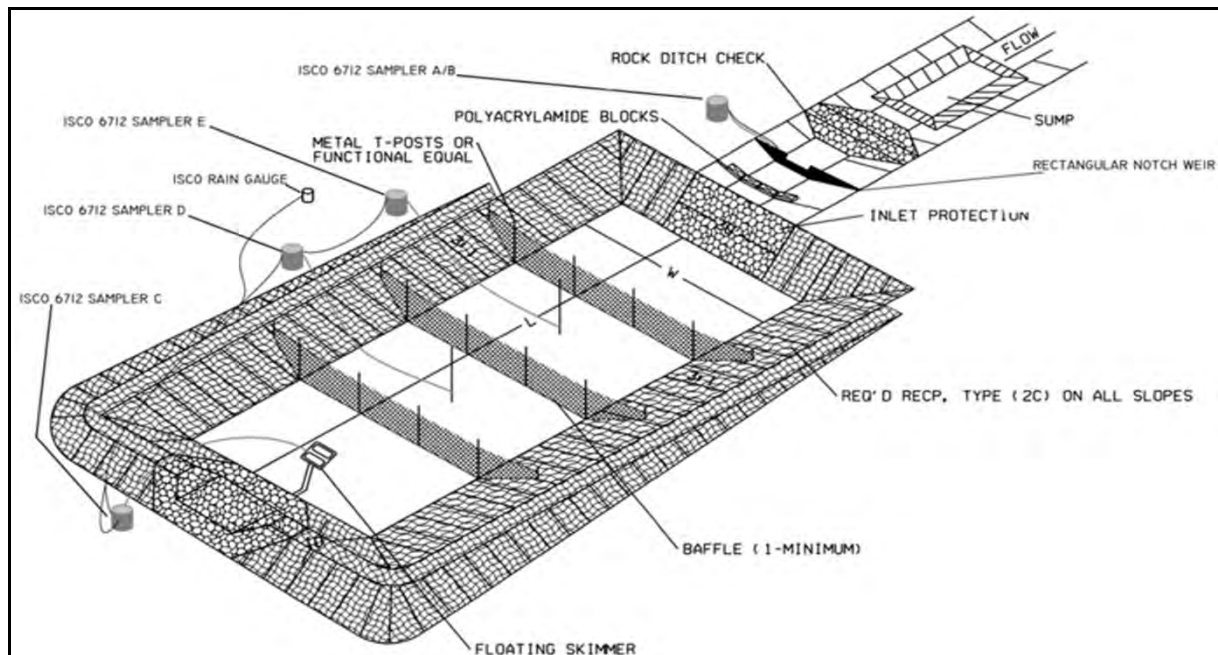 FLOW
ROCK DITCH CHECK
ISCO 6712 SAMPLER A/B
POLYACRYLAMIDE BLOCKS
SUMP
ISCO 6712 SAMPLER E
METAL T-POSTS OR
FUNCTIONAL EQUAL
RECTANGULAR NOTCH WEIR
ISCO RAIN GAUGE
INLET PROTECTION
ISCO 6712 SAMPLER D
W
ISCO 6712 SAMPLER C
L
REQ'D RECP, TYPE (2C) ON ALL SLOPES
BAFFLE (1-MINIMUM)
FLOATING SKIMMER